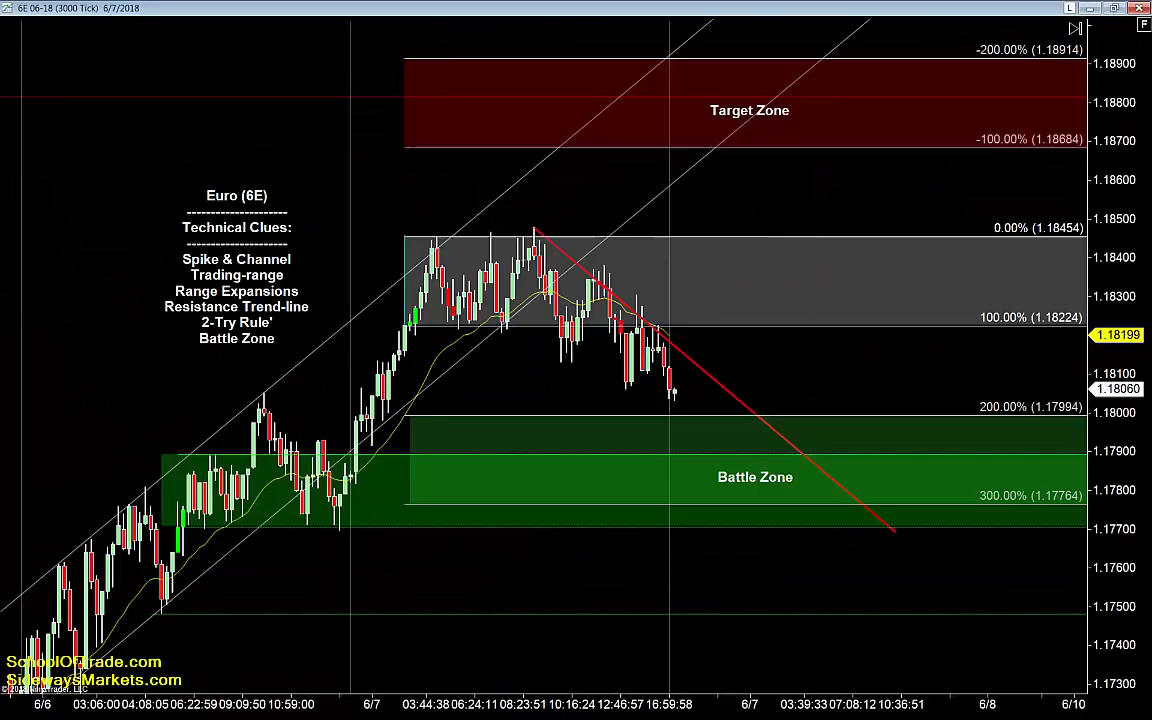 6E 06-18 (3000 Tick) 6/7/2018
L
F
-200.00% (1.18914)
1.18900
Target Zone
1.18800
-100.00% (1.18684)
1.18700
1.18600
Euro (6E)
---------------------
Technical Clues:
---------------------
Spike & Channel
Trading-range
Range Expansions
Resistance Trend-line
2-Try Rule'
Battle Zone
1.18500
0.00% (1.18454)
1.18400
1.18300
100.00% (1.18224)
1.18199
1.18100
1.18060
200.00% (1.17994)
1.18000
1.17900
Battle Zone
1.17800
300.00% (1.17764)
1.17700
1.17600
1.17500
1.17400
SchoolOfTrade.com
SidewaysMarkets.com
1.17300
6/6 03:06:00 04:08:05 06:22:59 09:09:50 10:59:00 6/7 03:44:38 06:24:11 08:23:51 10:16:24 12:46:57 16:59:58 6/7 03:39:33 07:08:12 10:36:51 6/8 6/10